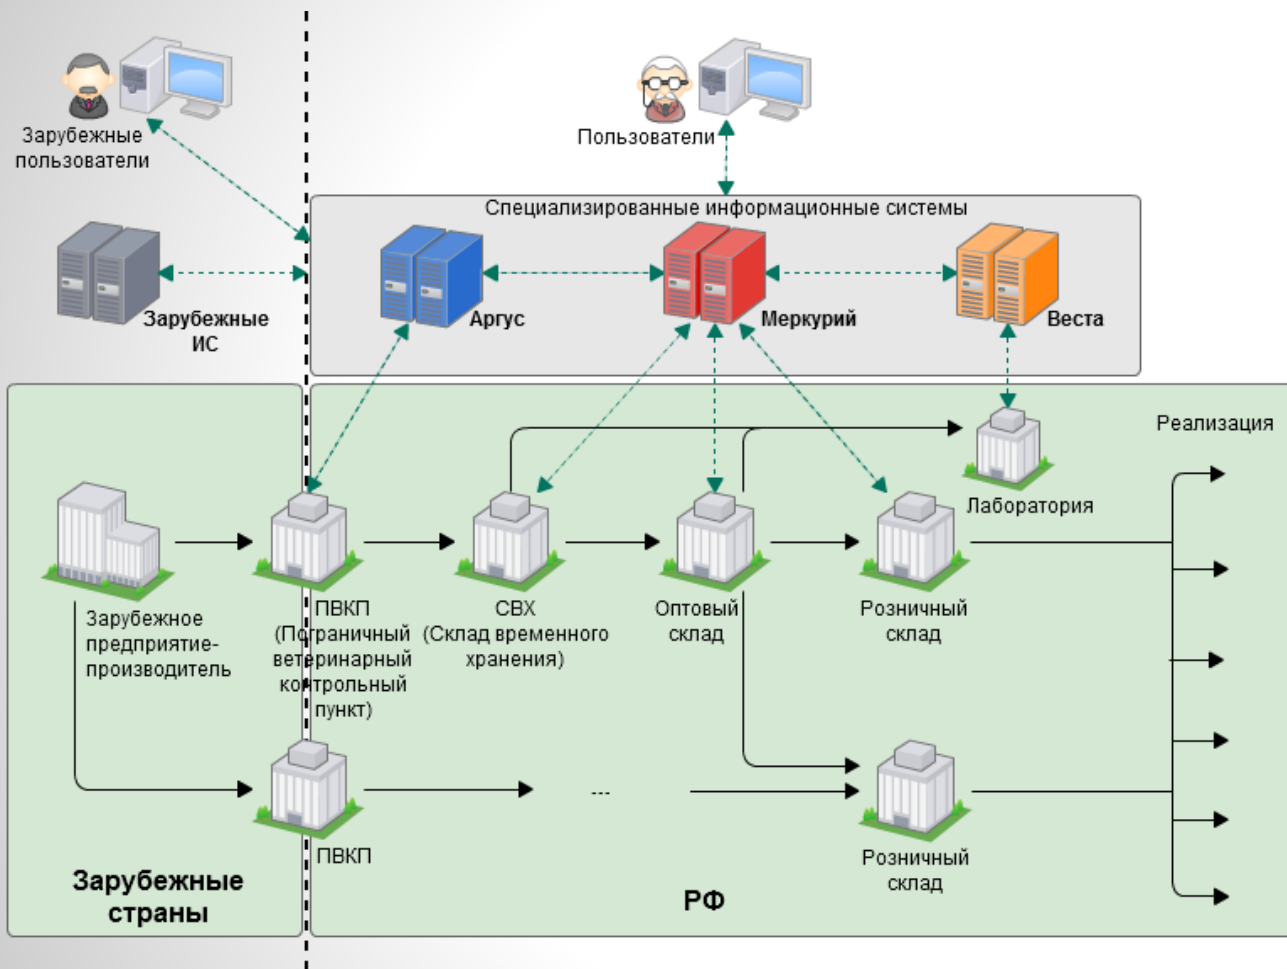 Зарубежные
пользователи
Пользователи
Специализированные информационные системы
Зарубежные
ИС
Аргус
Меркурий
Веста
Реализация
Лаборатория
Зарубежное
предприятие-
производитель
ПВКП
(Пограничный
ветеринарный
контрольный
пункт)
СВХ
(Склад временного
хранения)
Оптовый
склад
Розничный
склад
...
ПВКП
Розничный
склад
Зарубежные
страны
РФ